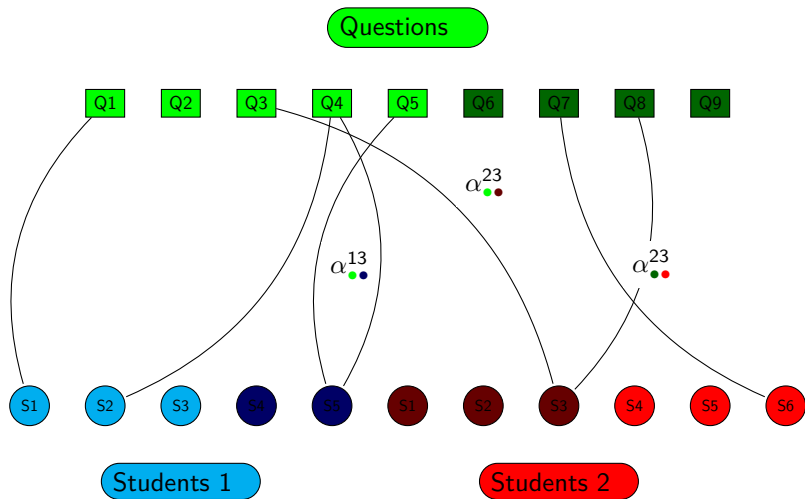 Questions
Q1 Q2 Q3 Q4 Q5 Q6 Q7 Q8 Q9
α23
α13
α23
S1 S2 S3 S4 S5 S1 S2 S3 S4 S5 S6
Students 1 Students 2